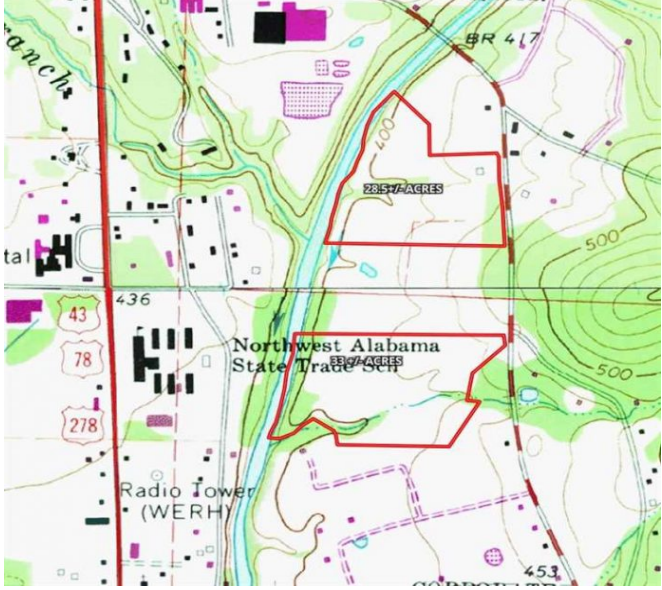 ranch
BR 417
400
28.5+/- ACRES
500
tal
436
43
Northwest Alabama
State Trade Sch
33 +/- ACRES
78
500
278
Radio Tower
(WERH)
453